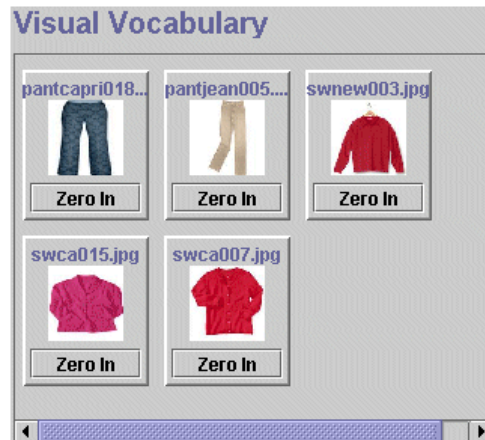 Visual Vocabulary
pantcapri018... pantjean005.... swnew003.jpg
Zero In Zero In Zero In
swca015.jpg swca007.jpg
Zero In Zero In